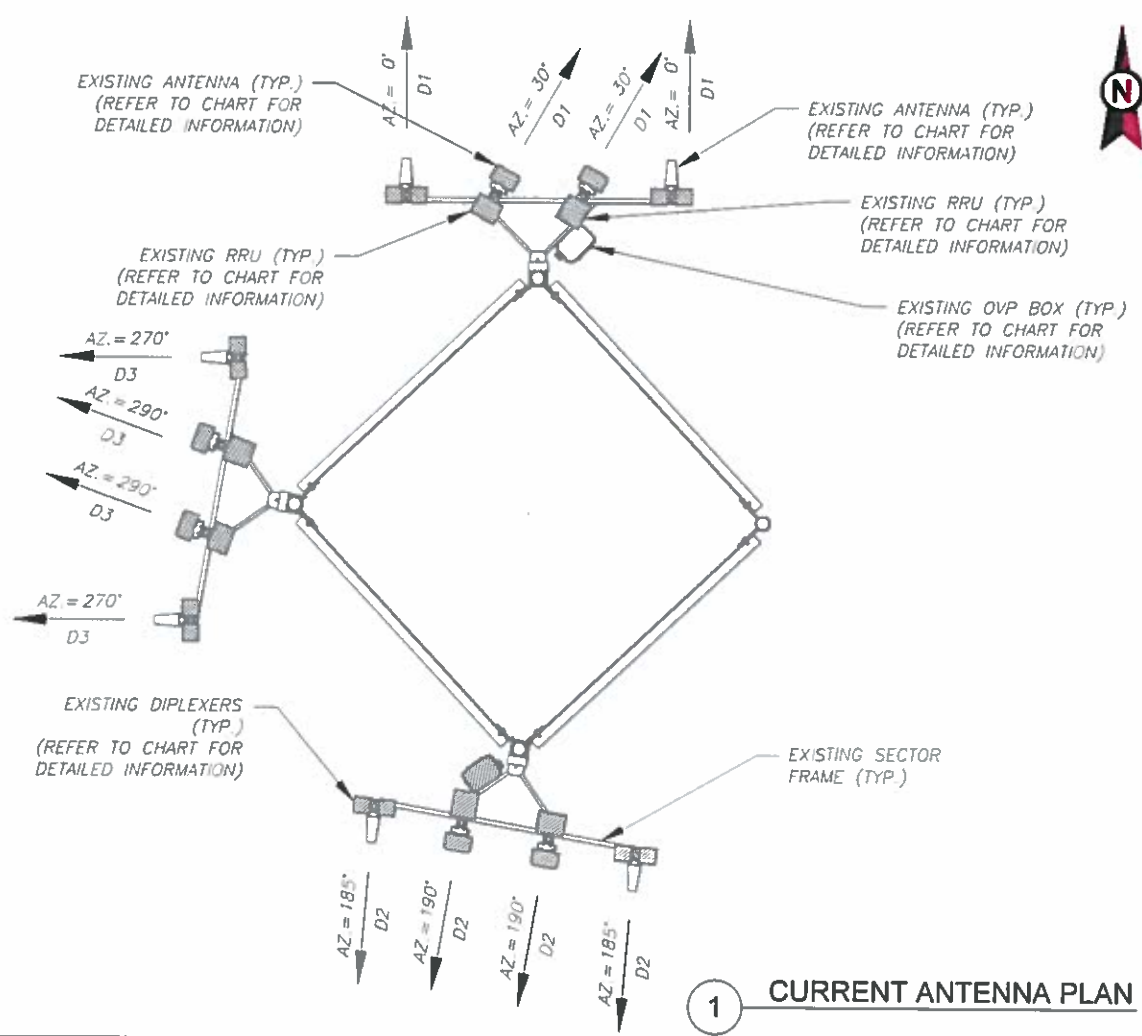 AZ.= 0°
D1
AZ.= 30°
D1
AZ.= 30°
D1
AZ.= 0°
D1
N
EXISTING ANTENNA (TYP.)
(REFER TO CHART FOR
DETAILED INFORMATION)
EXISTING ANTENNA (TYP.)
(REFER TO CHART FOR
DETAILED INFORMATION)
EXISTING RRU (TYP.)
(REFER TO CHART FOR
DETAILED INFORMATION)
EXISTING RRU (TYP.)
(REFER TO CHART FOR
DETAILED INFORMATION)
EXISTING OVP BOX (TYP.)
(REFER TO CHART FOR
DETAILED INFORMATION)
AZ.= 270°
D3
AZ.= 290°
D3
AZ.= 290°
D3
AZ.= 270°
D3
EXISTING DIPLEXERS
(TYP.)
(REFER TO CHART FOR
DETAILED INFORMATION)
EXISTING SECTOR
FRAME (TYP.)
AZ.= 185°
D2
AZ.= 190°
D2
AZ.= 190°
D2
AZ.= 185°
D2
1
CURRENT ANTENNA PLAN